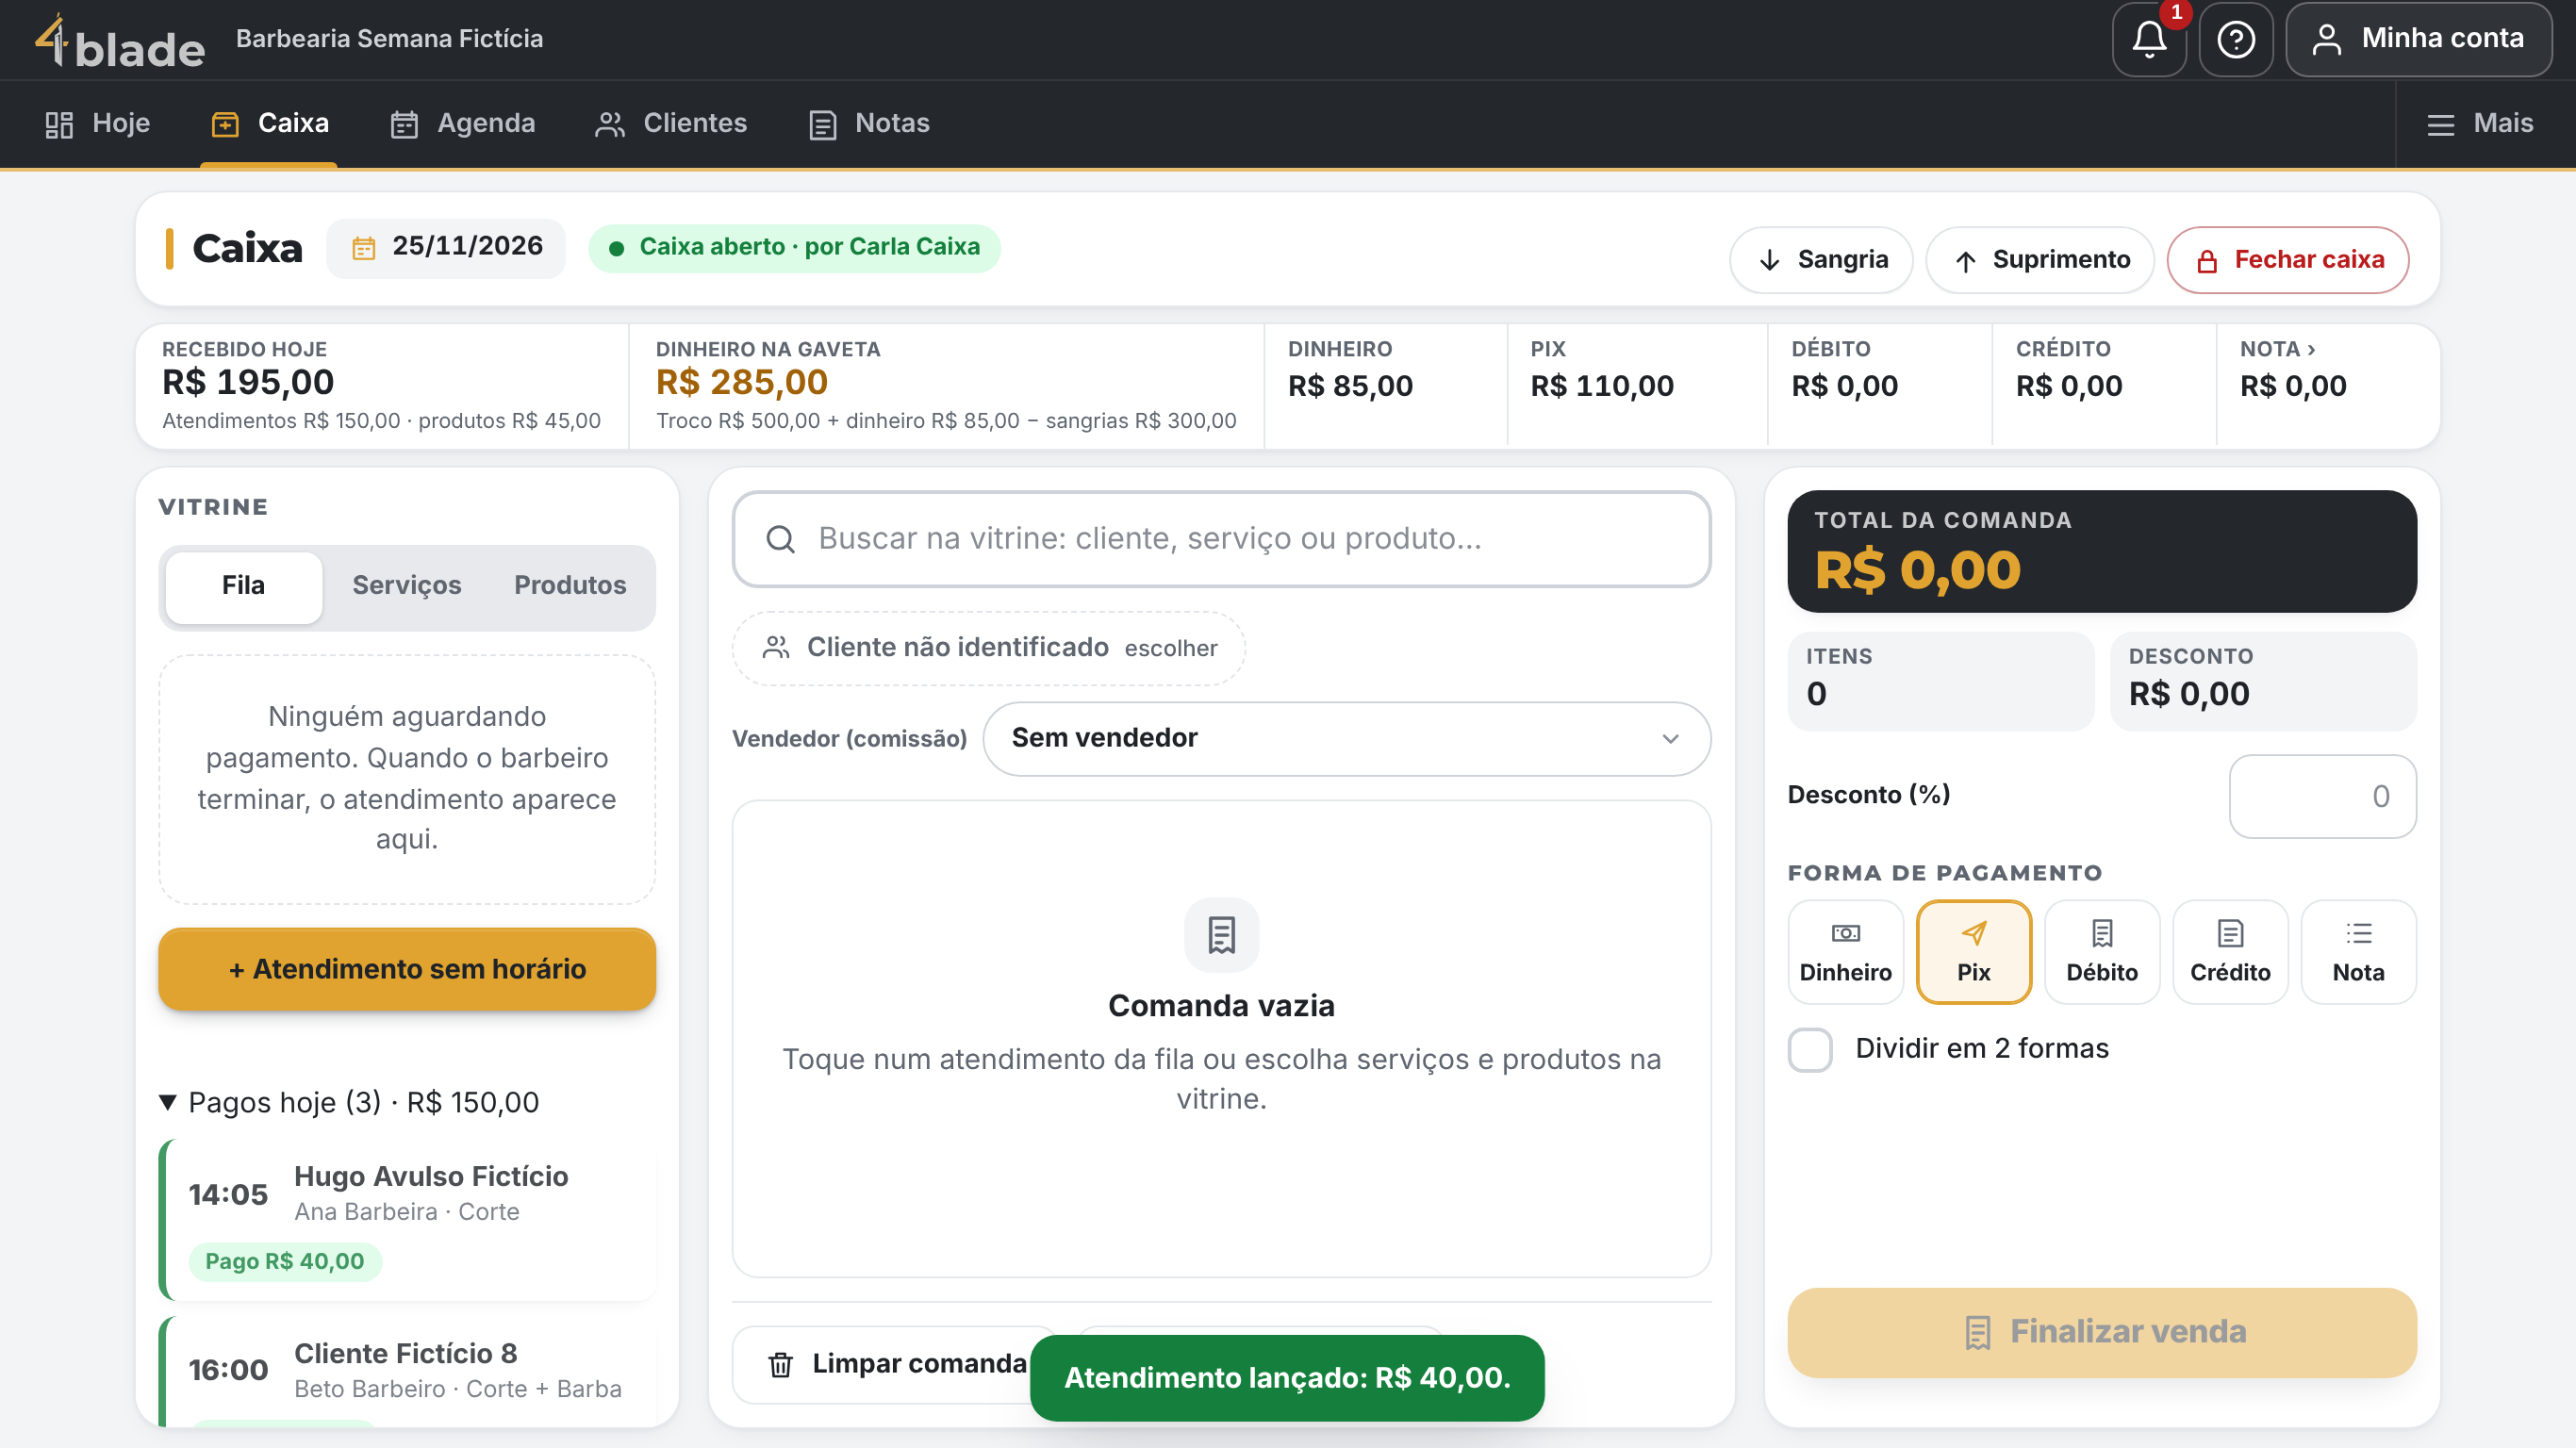 4blade
Barbearia Semana Fictícia
1
Minha conta
Hoje
Caixa
Agenda
Clientes
Notas
Mais
Caixa
25/11/2026
Caixa aberto · por Carla Caixa
Sangria
Suprimento
Fechar caixa
RECEBIDO HOJE
R$ 195,00
Atendimentos R$ 150,00 · produtos R$ 45,00
DINHEIRO NA GAVETA
R$ 285,00
Troco R$ 500,00 + dinheiro R$ 85,00 − sangrias R$ 300,00
DINHEIRO
R$ 85,00
PIX
R$ 110,00
DÉBITO
R$ 0,00
CRÉDITO
R$ 0,00
NOTA ›
R$ 0,00
VITRINE
Fila
Serviços
Produtos
Ninguém aguardando
pagamento. Quando o barbeiro
terminar, o atendimento aparece
aqui.
+ Atendimento sem horário
▼ Pagos hoje (3) · R$ 150,00
14:05
Hugo Avulso Fictício
Ana Barbeira · Corte
Pago R$ 40,00
16:00
Cliente Fictício 8
Beto Barbeiro · Corte + Barba
Buscar na vitrine: cliente, serviço ou produto...
Cliente não identificado escolher
Vendedor (comissão)
Sem vendedor
Comanda vazia
Toque num atendimento da fila ou escolha serviços e produtos na
vitrine.
Limpar comanda
Atendimento lançado: R$ 40,00.
TOTAL DA COMANDA
R$ 0,00
ITENS
0
DESCONTO
R$ 0,00
Desconto (%)
0
FORMA DE PAGAMENTO
Dinheiro
Pix
Débito
Crédito
Nota
Dividir em 2 formas
Finalizar venda